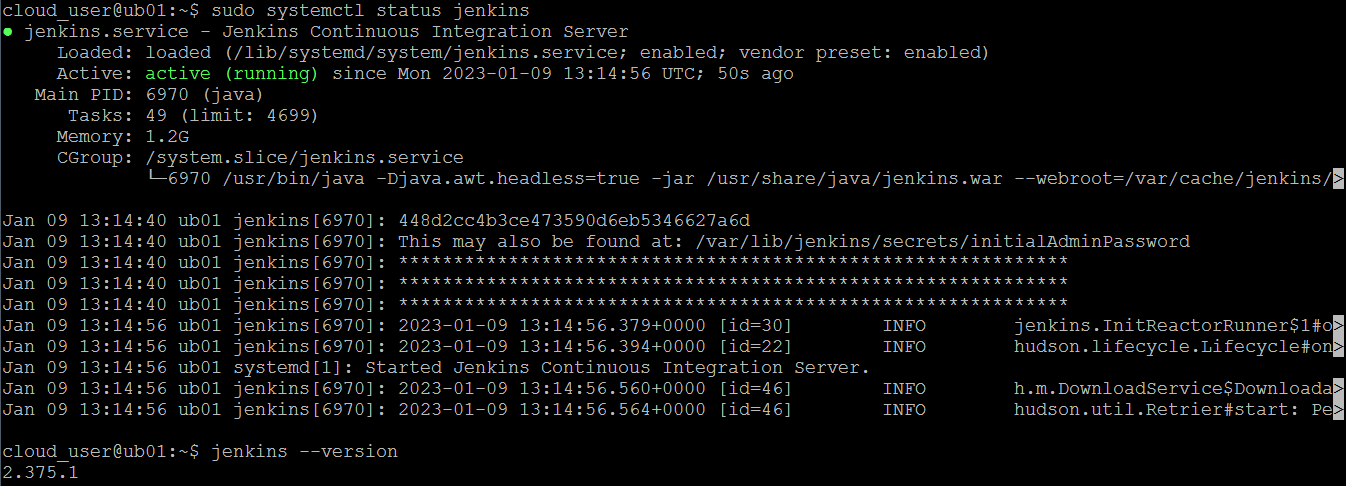 cloud_user@ub01:~$ sudo systemctl status jenkins
● jenkins.service - Jenkins Continuous Integration Server
     Loaded: loaded (/lib/systemd/system/jenkins.service; enabled; vendor preset: enabled)
     Active: active (running) since Mon 2023-01-09 13:14:56 UTC; 50s ago
   Main PID: 6970 (java)
      Tasks: 49 (limit: 4699)
     Memory: 1.2G
     CGroup: /system.slice/jenkins.service
             └─6970 /usr/bin/java -Djava.awt.headless=true -jar /usr/share/java/jenkins.war --webroot=/var/cache/jenkins/>
Jan 09 13:14:40 ub01 jenkins[6970]: 448d2cc4b3ce473590d6eb5346627a6d
Jan 09 13:14:40 ub01 jenkins[6970]: This may also be found at: /var/lib/jenkins/secrets/initialAdminPassword
Jan 09 13:14:40 ub01 jenkins[6970]: *************************************************************
Jan 09 13:14:40 ub01 jenkins[6970]: *************************************************************
Jan 09 13:14:40 ub01 jenkins[6970]: *************************************************************
Jan 09 13:14:56 ub01 jenkins[6970]: 2023-01-09 13:14:56.379+0000 [id=30]        INFO        jenkins.InitReactorRunner$1#o>
Jan 09 13:14:56 ub01 jenkins[6970]: 2023-01-09 13:14:56.394+0000 [id=22]        INFO        hudson.lifecycle.Lifecycle#on>
Jan 09 13:14:56 ub01 systemd[1]: Started Jenkins Continuous Integration Server.
Jan 09 13:14:56 ub01 jenkins[6970]: 2023-01-09 13:14:56.560+0000 [id=46]        INFO        h.m.DownloadService$Downloada>
Jan 09 13:14:56 ub01 jenkins[6970]: 2023-01-09 13:14:56.564+0000 [id=46]        INFO        hudson.util.Retrier#start: Pe>
cloud_user@ub01:~$ jenkins --version
2.375.1